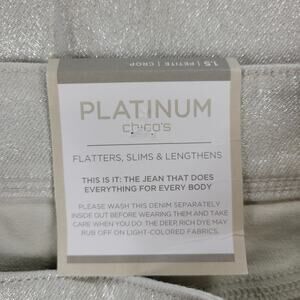 1.5 | PETITE | CROP
PLATINUM
chico's
FLATTERS, SLIMS & LENGTHENS
THIS IS IT: THE JEAN THAT DOES
EVERYTHING FOR EVERY BODY
PLEASE WASH THIS DENIM SEPARATELY
INSIDE OUT BEFORE WEARING THEM AND TAKE
CARE WHEN YOU DO. THE DEEP, RICH DYE MAY
RUB OFF ON LIGHT-COLORED FABRICS.